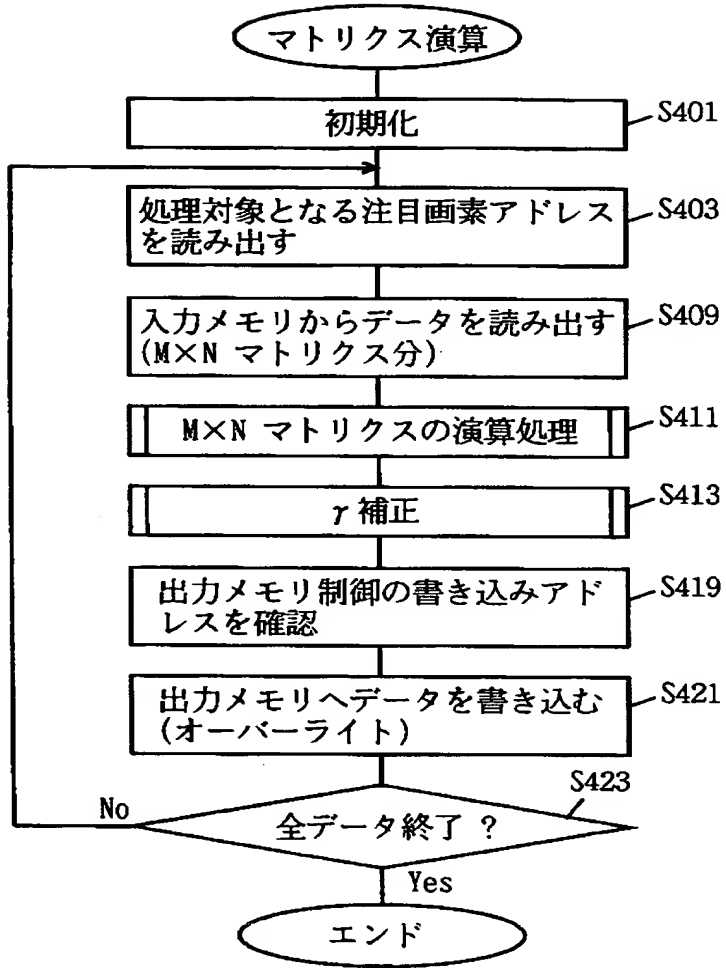 マトリクス演算
初期化
S401
処理対象となる注目画素アドレス
を読み出す
S403
入力メモリからデータを読み出す
(M×N マトリクス分)
S409
M×N マトリクスの演算処理
S411
γ補正
S413
出力メモリ制御の書き込みアド
レスを確認
S419
出力メモリへデータを書き込む
(オーバーライト)
S421
S423
全データ終了 ?
No
Yes
エンド